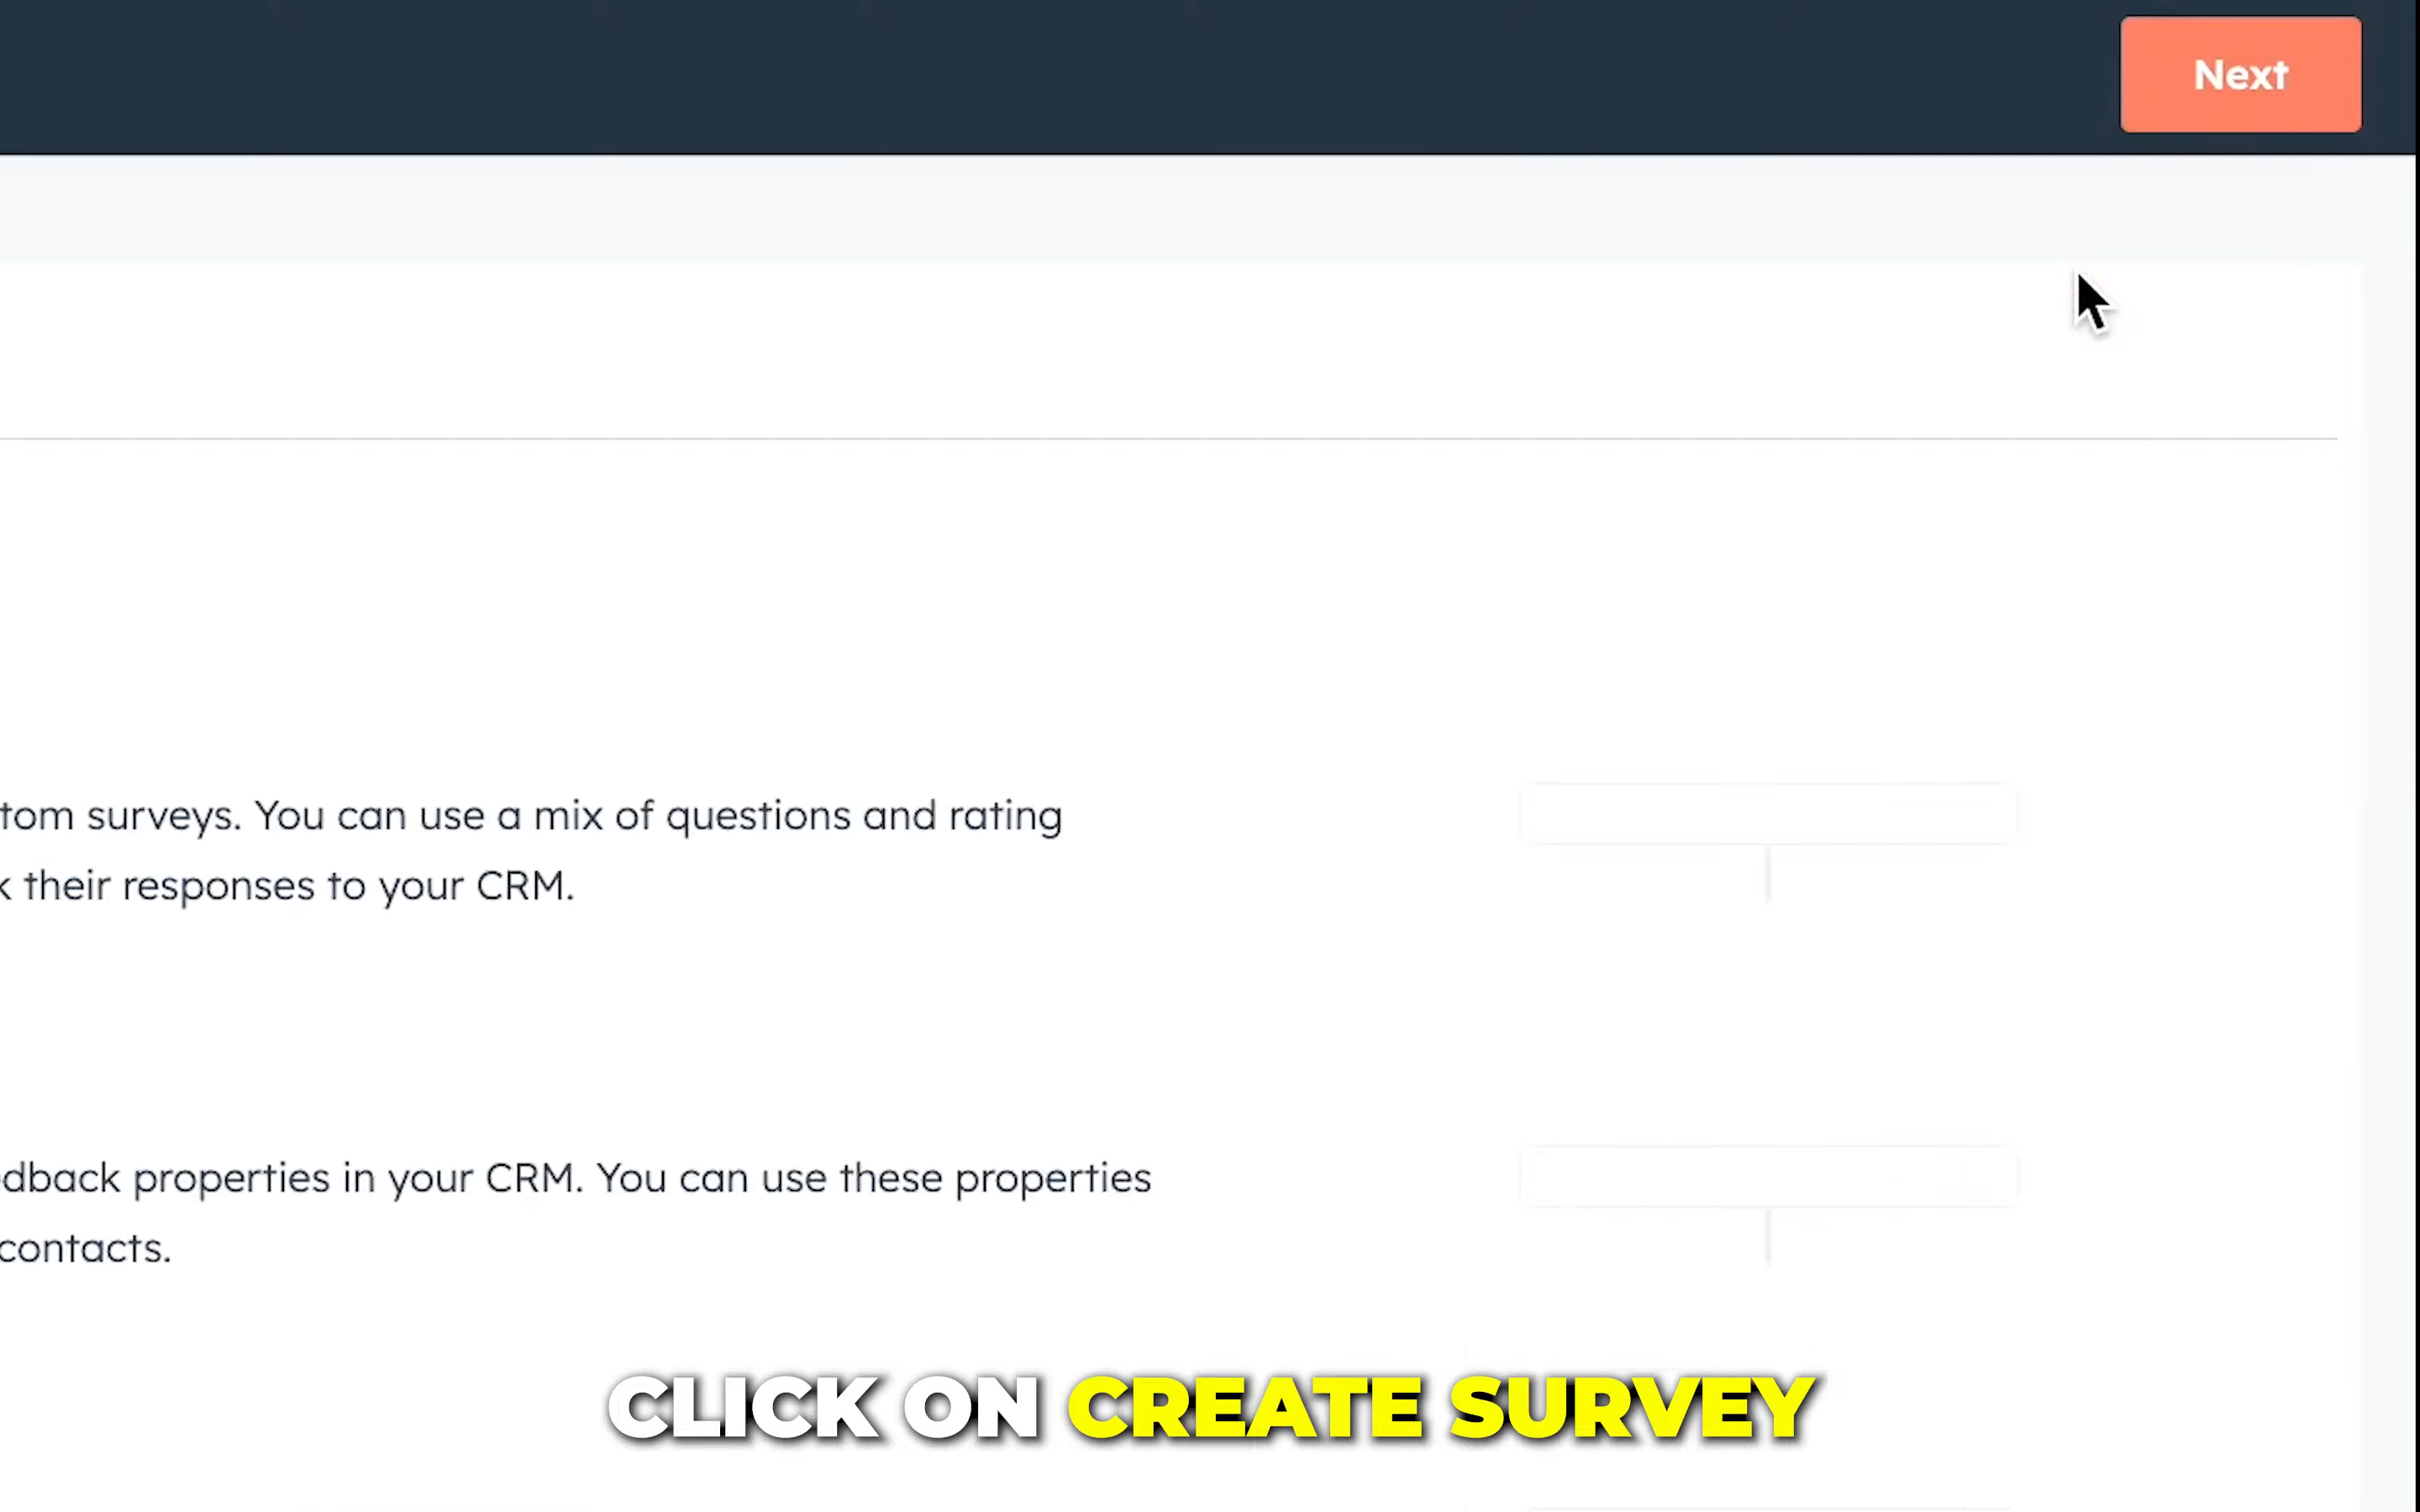 Next
tom surveys. You can use a mix of questions and rating
their responses to your CRM.
dback properties in your CRM. You can use these properties
contacts.
CLICK ON CREATE SURVEY